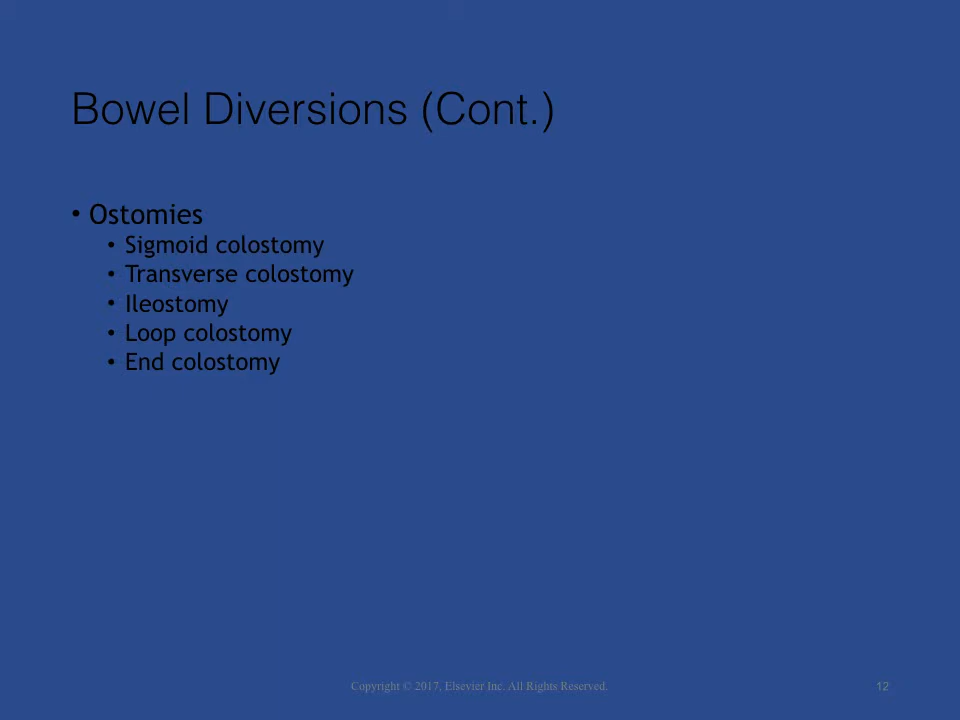 Bowel Diversions (Cont.)
• Ostomies
• Sigmoid colostomy
• Transverse colostomy
• Ileostomy
• Loop colostomy
• End colostomy
Copyright © 2017, Elsevier Inc. All Rights Reserved.
12